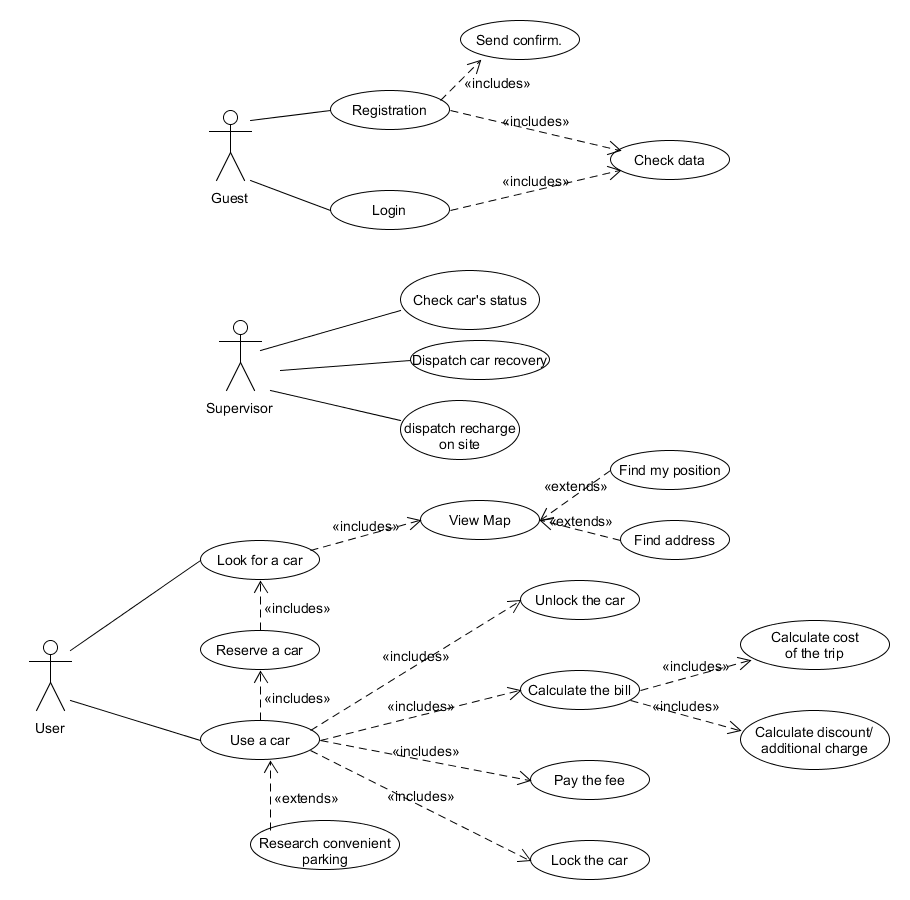 Send confirm.
«includes»
Registration
«includes»
Check data
Guest
«includes»
Login
Check car's status
Dispatch car recovery
Supervisor
dispatch recharge
on site
Find my position
«extends»
View Map
«includes»
«extends»
Find address
Look for a car
Unlock the car
«includes»
Calculate cost
of the trip
Reserve a car
«includes»
«includes»
Calculate the bill
«includes»
«includes»
«includes»
User
Use a car
Calculate discount/
additional charge
«includes»
Pay the fee
«extends»
«includes»
Research convenient
parking
Lock the car